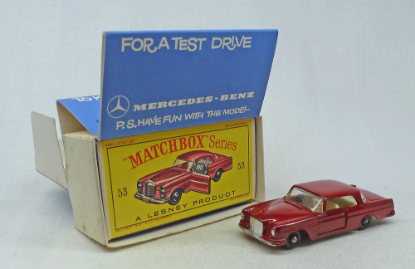 FOR A TEST DRIVE
MERCEDES-BENZ
P.S. HAVE FUN WITH THE MODEL
"MATCHBOX" Series
53
53
A LESNEY PRODUCT